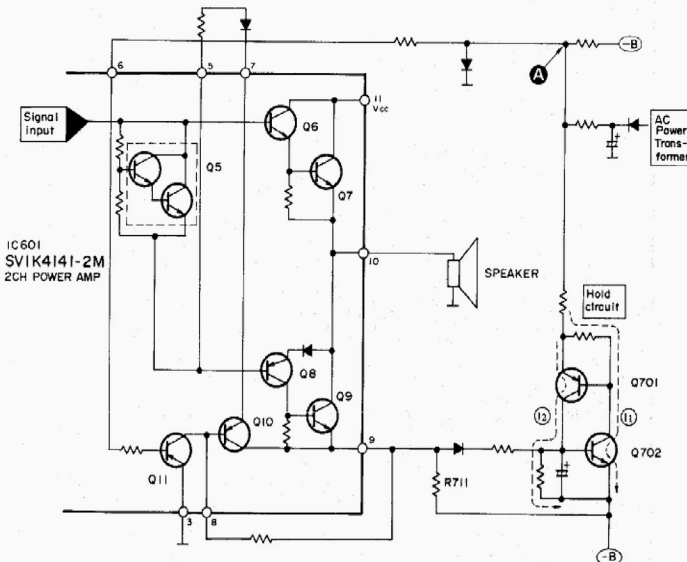 6
5
7
-B
A
11
Vcc
Signal
input
Q6
AC
Power
Trans-
former
Q5
Q7
IC601
SVIK4141-2M
2CH POWER AMP
10
SPEAKER
Hold
circuit
Q8
Q701
Q9
I2
I1
Q10
9
Q702
Q11
R711
3
8
-B